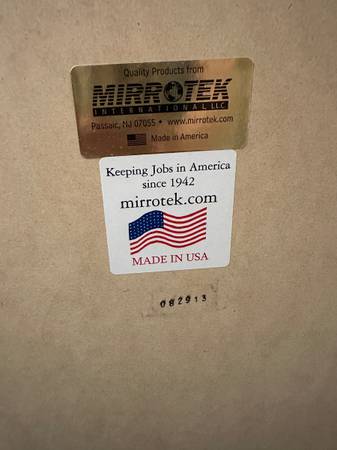 Quality Products from
MIRROTEK
INTERNATIONAL, LLC
Passaic, NJ 07055 • www.mirrotek.com
Made in America
Keeping Jobs in America
since 1942
mirrotek.com
MADE IN USA
082913